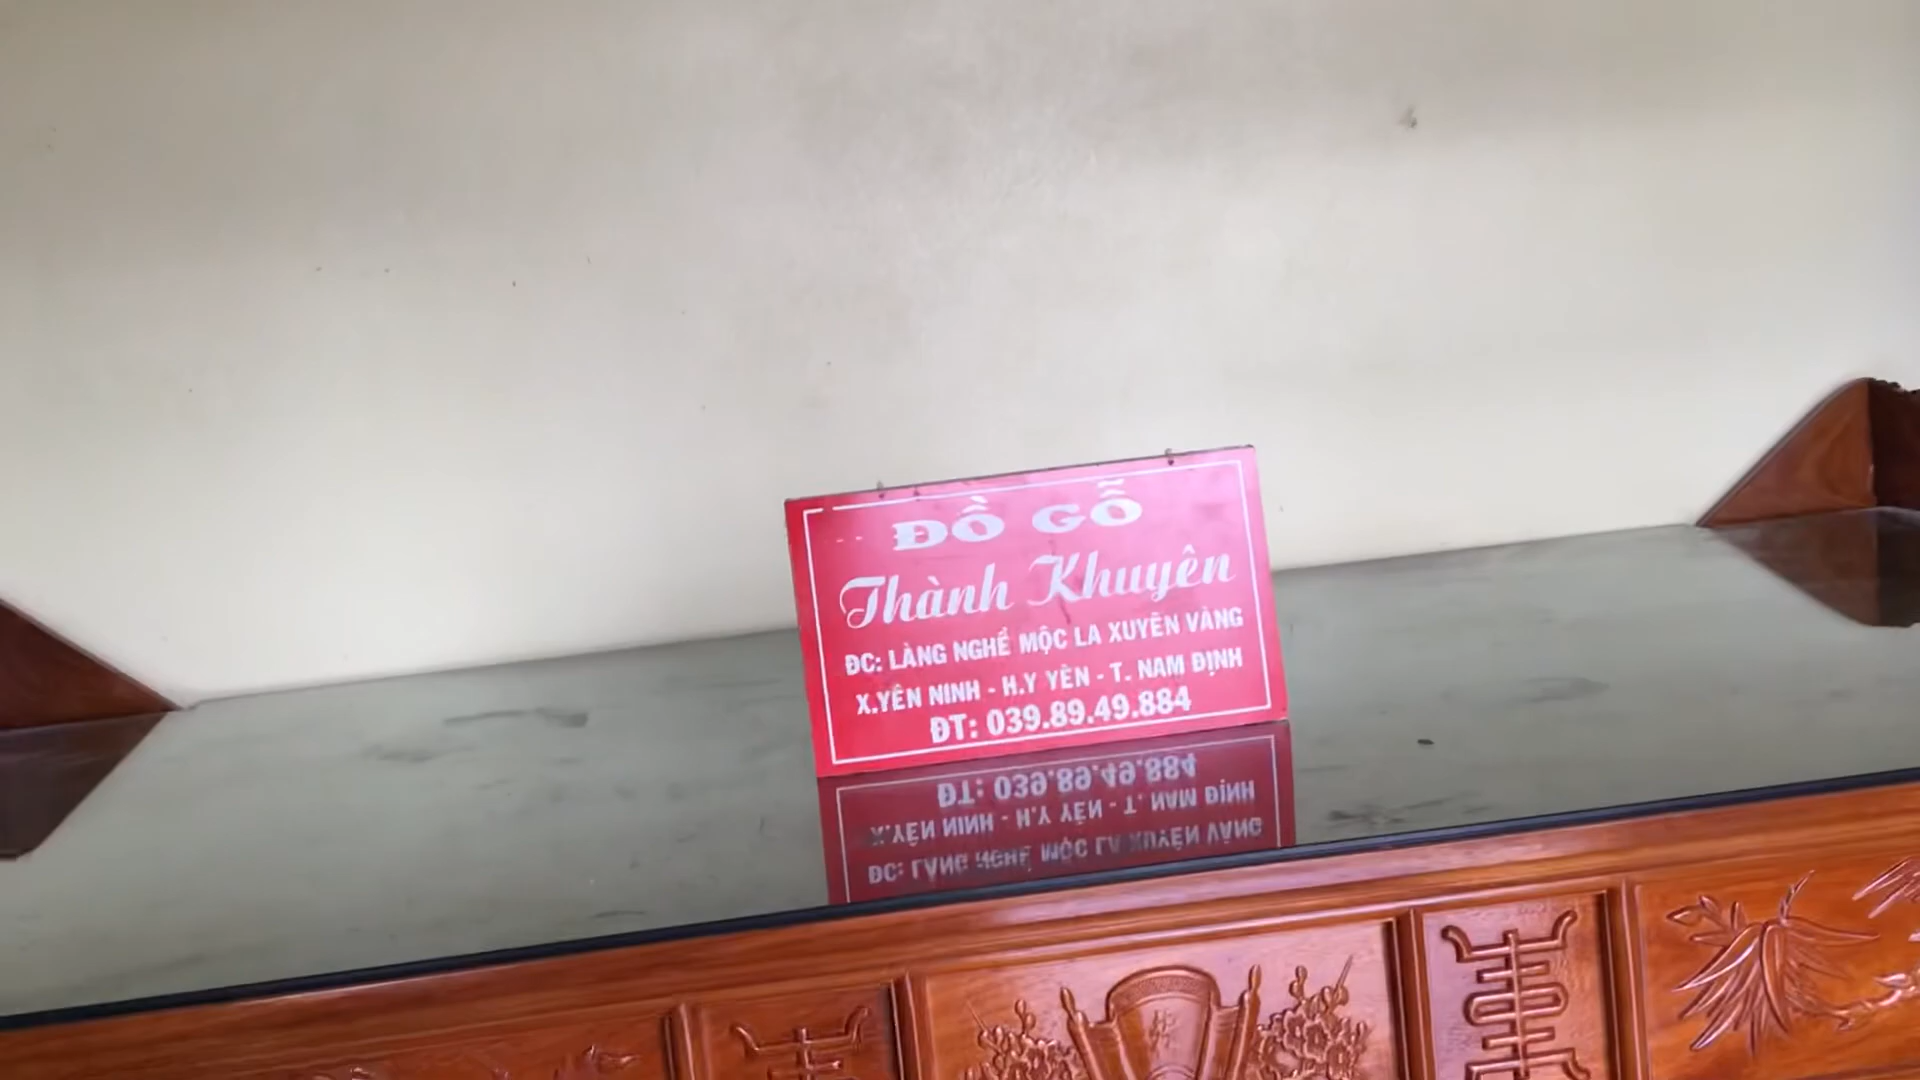 ĐỒ GỖ
Thành Khuyên
ĐC: LÀNG NGHỀ MỘC LA XUYÊN VÀNG
X.YÊN NINH - H.Y YÊN - T. NAM ĐỊNH
ĐT: 039.89.49.884